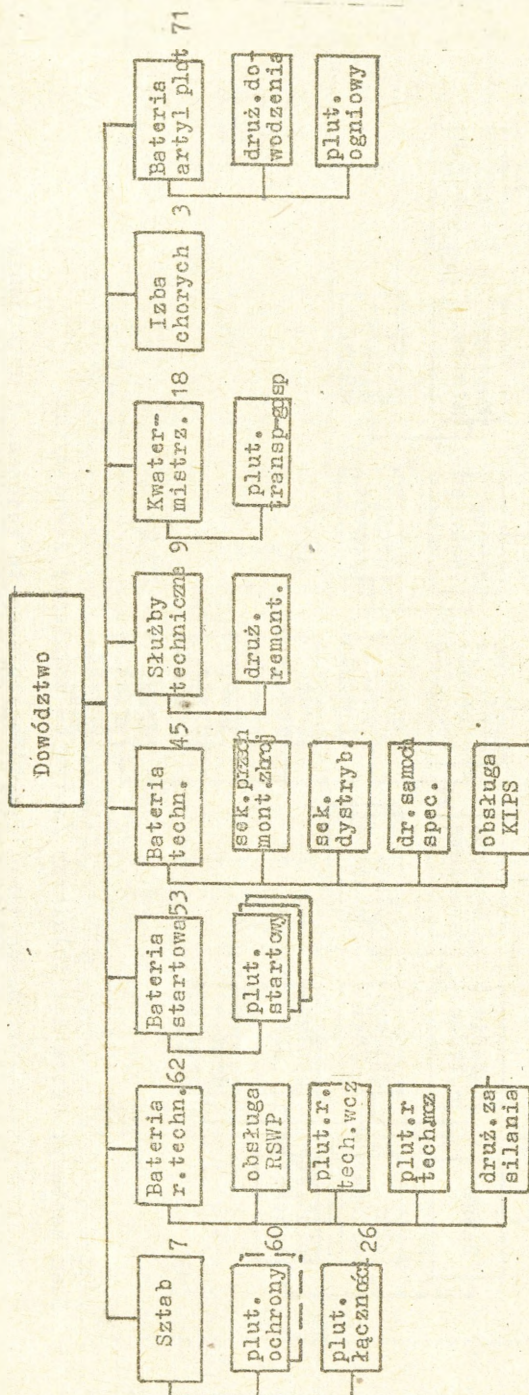 Dowództwo
Sztab
7
plut.
ochrony
60
plut.
łączności
26
Bateria
r.techn.
62
obsługa
RSWP
plut.r.
tech.wcz
plut.r
tech.wcz
druż.za-
silania
Bateria
startowa
53
plut.
startowy
Bateria
techn.
45
sek.przech
mont.zbroj
sek.
dystryb.
dr.samoch
spec.
obsługa
KIPS
Służby
techniczne
9
druż.
remont.
Kwater-
mistrz.
18
plut.
transp-gosp
Izba
chorych
3
Bateria
artyl plot
71
druż.do-
wodzenia
plut.
ogniowy